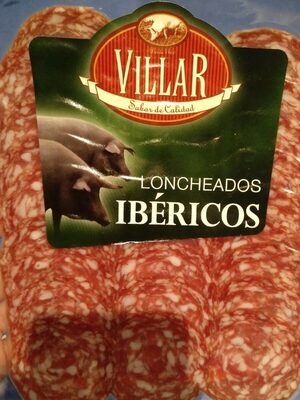 VILLAR
Sabor de Calidad
LONCHEADOS
IBÉRICOS